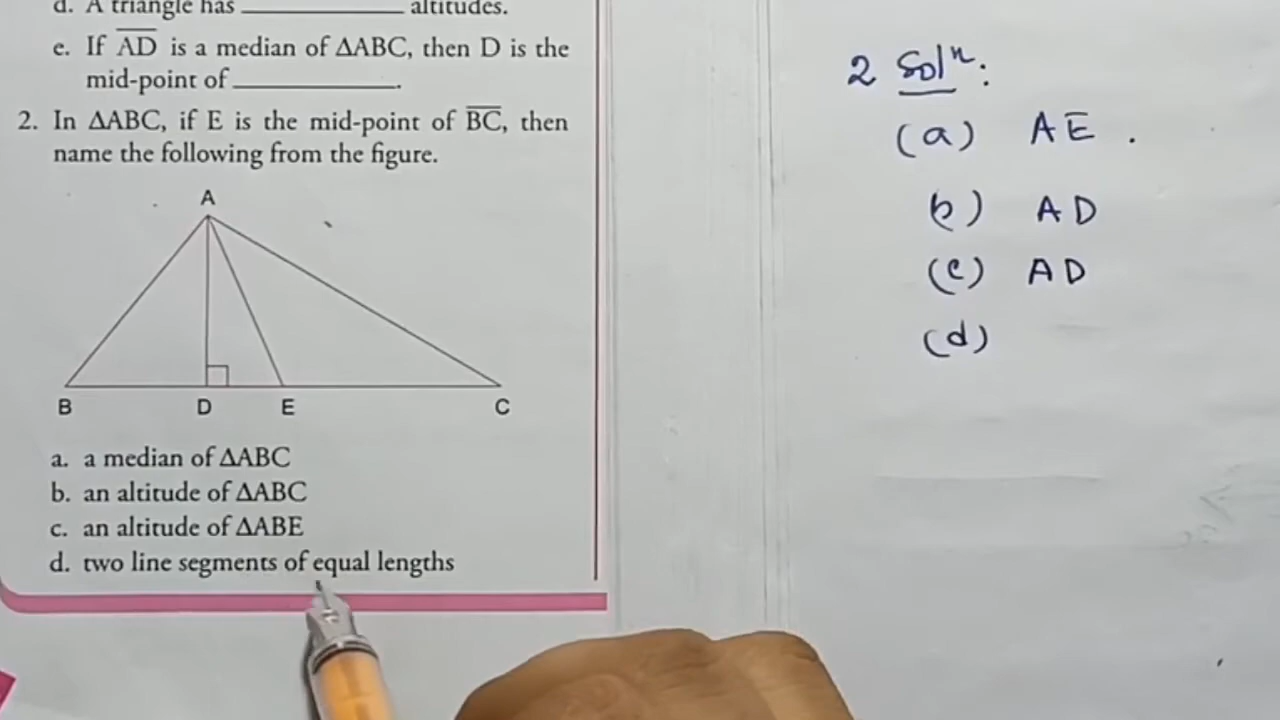 d. A triangle has ____________ altitudes.
e. If A̅D̅ is a median of ΔABC, then D is the
mid-point of ____________.
2. In ΔABC, if E is the mid-point of B̅C̅, then
name the following from the figure.
A
B D E C
a. a median of ΔABC
b. an altitude of ΔABC
c. an altitude of ΔABE
d. two line segments of equal lengths
2 Solⁿ:
(a) AE.
b) AD
(c) AD
(d)